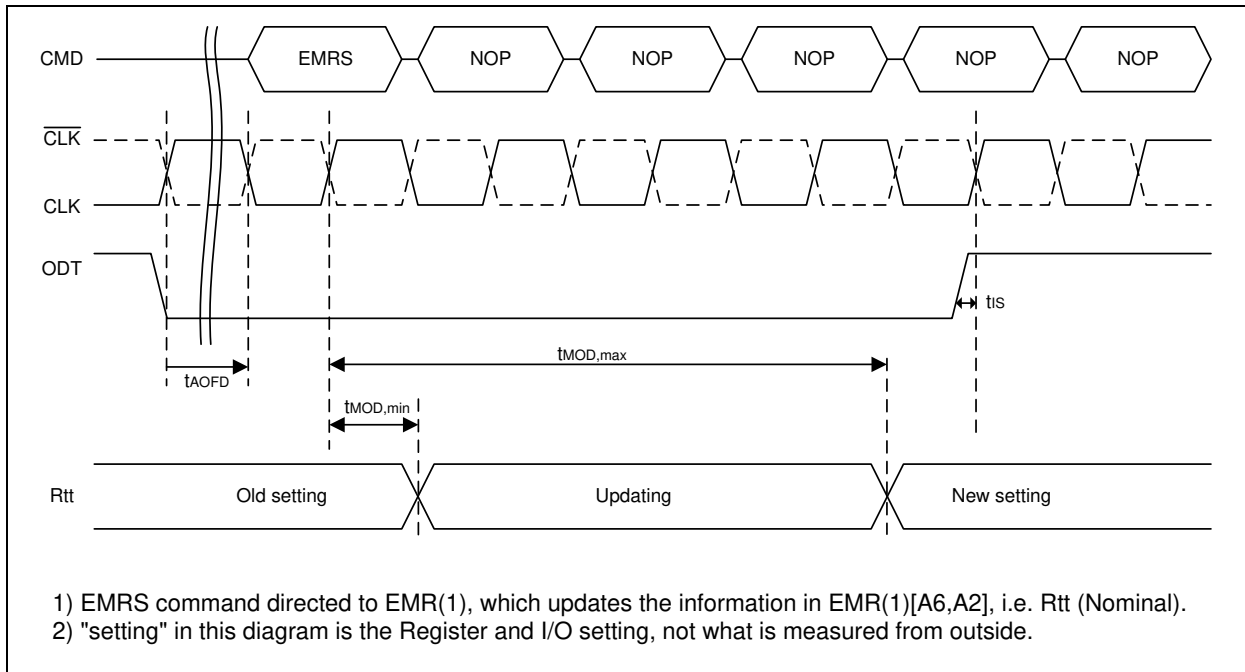 CMD EMRS NOP NOP NOP NOP NOP
CLK
CLK
ODT
tIS
tMOD,max
tAOFD
tMOD,min
Rtt Old setting Updating New setting
1) EMRS command directed to EMR(1), which updates the information in EMR(1)[A6,A2], i.e. Rtt (Nominal).
2) "setting" in this diagram is the Register and I/O setting, not what is measured from outside.